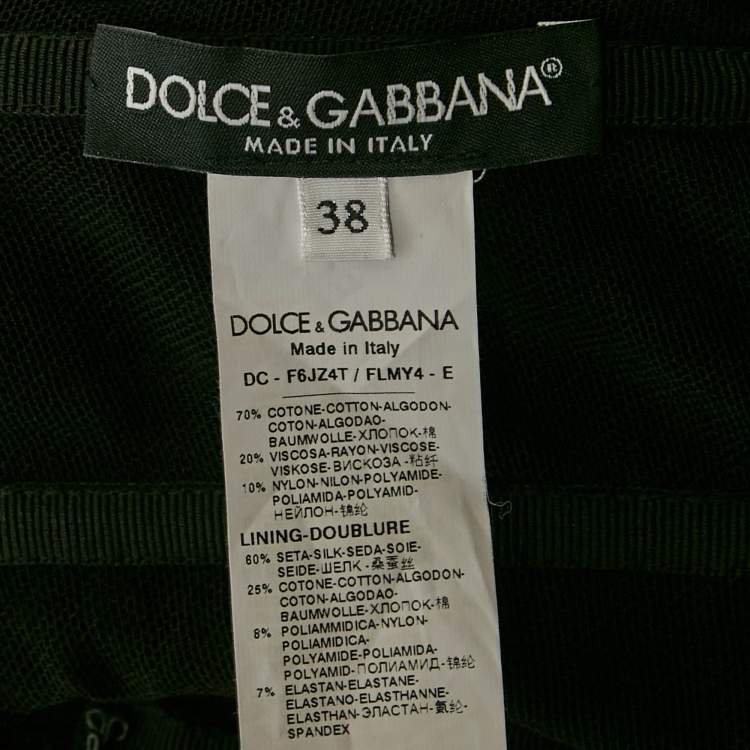 DOLCE & GABBANA®
MADE IN ITALY
38
DOLCE & GABBANA
Made in Italy
DC - F6JZ4T / FLMY4 - E
70% COTONE-COTTON-ALGODON-
COTON-ALGODAO-
BAUMWOLLE-ХЛОПОК-棉
20% VISCOSA-RAYON-VISCOSE-
VISKOSE-ВИСКОЗА -粘纤
10% NYLON-NILON-POLYAMIDE-
POLIAMIDA-POLYAMID-
НЕЙЛОН-锦纶
LINING-DOUBLURE
60% SETA-SILK-SEDA-SOIE-
SEIDE-ШЕЛК -桑蚕丝
25% COTONE-COTTON-ALGODON-
COTON-ALGODAO-
BAUMWOLLE-ХЛОПОК-棉
8% POLIAMMIDICA-NYLON-
POLIAMIDICA-
POLYAMIDE-POLIAMIDA-
POLYAMID-ПОЛИАМИД-锦纶
7% ELASTAN-ELASTANE-
ELASTANO-ELASTHANNE-
ELASTHAN-ЭЛАСТАН-氨纶-
SPANDEX